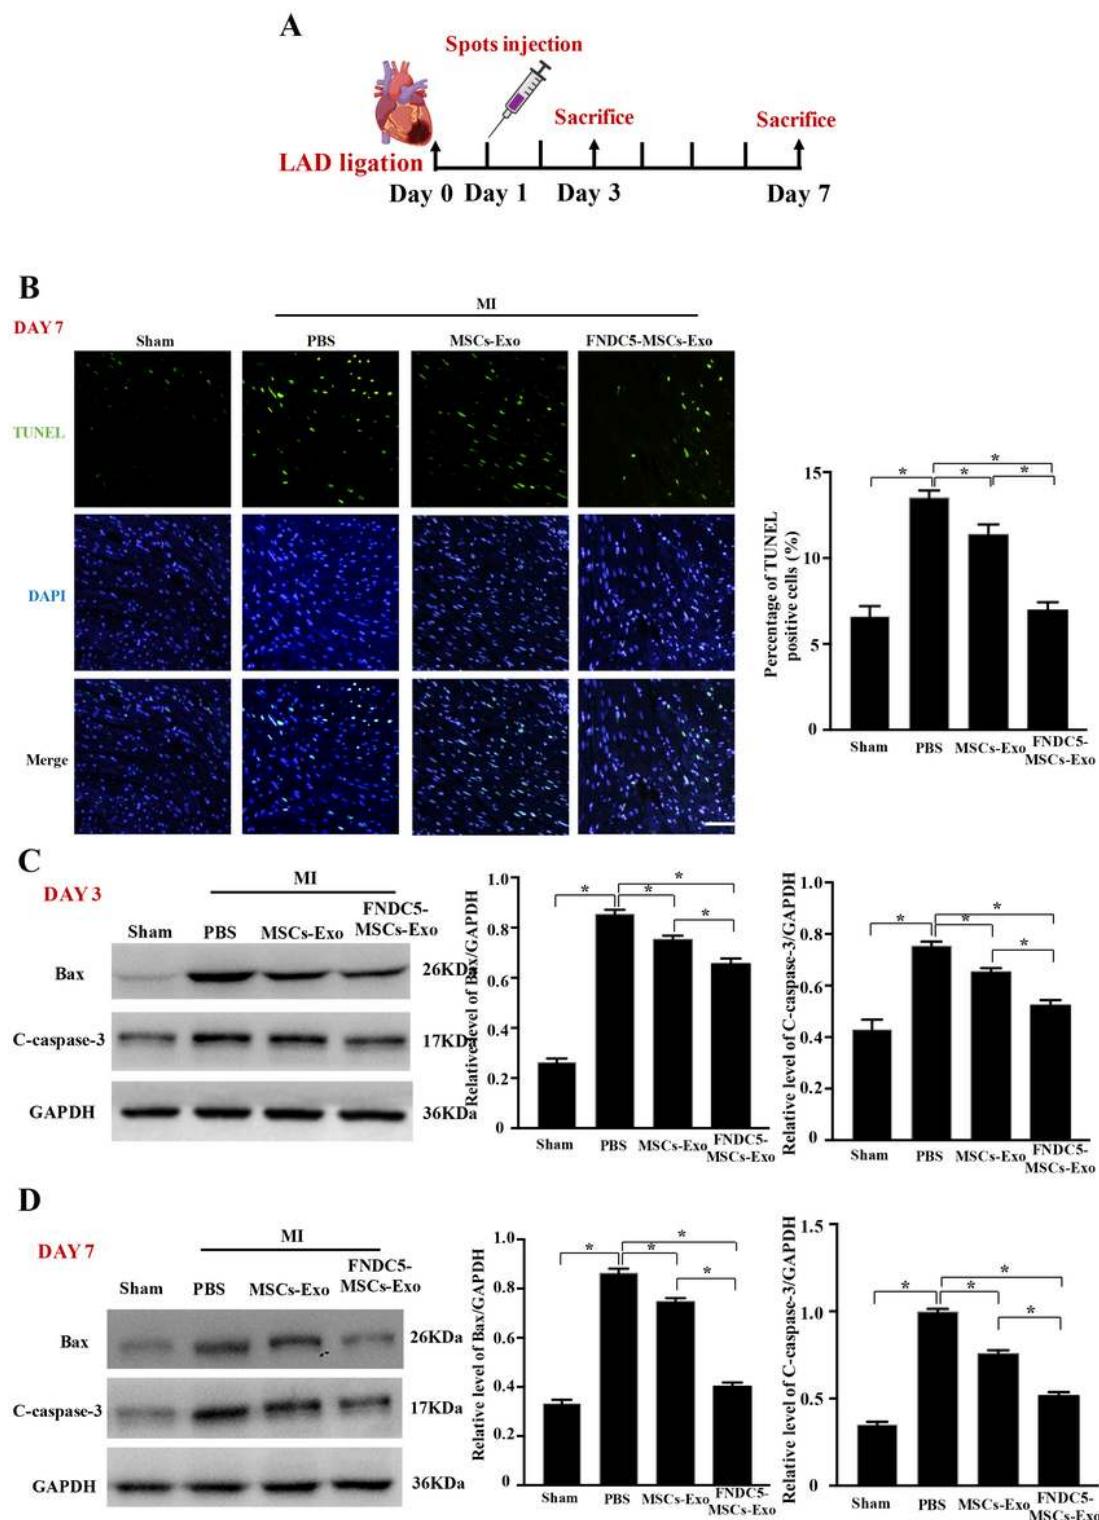 A
Spots injection
Sacrifice
Sacrifice
LAD ligation
Day 0 Day 1 Day 3 Day 7
B
MI
DAY 7
Sham PBS MSCs-Exo FNDC5-MSCs-Exo
TUNEL
DAPI
Merge
Percentage of TUNEL
positive cells (%)
15
10
5
0
* * * *
Sham PBS MSCs-Exo FNDC5-
MSCs-Exo
C
DAY 3
MI
Sham PBS MSCs-Exo FNDC5-
MSCs-Exo
Bax 26KDa
C-caspase-3 17KDa
GAPDH 36KDa
Relative level of Bax/GAPDH
1.0
0.8
0.6
0.4
0.2
0
* * * *
Sham PBS MSCs-Exo FNDC5-
MSCs-Exo
Relative level of C-caspase-3/GAPDH
1.0
0.8
0.6
0.4
0.2
0
* * * *
Sham PBS MSCs-Exo FNDC5-
MSCs-Exo
D
DAY 7
MI
Sham PBS MSCs-Exo FNDC5-
MSCs-Exo
Bax 26KDa
C-caspase-3 17KDa
GAPDH 36KDa
Relative level of Bax/GAPDH
1.0
0.8
0.6
0.4
0.2
0
* * * *
Sham PBS MSCs-Exo FNDC5-
MSCs-Exo
Relative level of C-caspase-3/GAPDH
1.5
1.0
0.5
0
* * * *
Sham PBS MSCs-Exo FNDC5-
MSCs-Exo